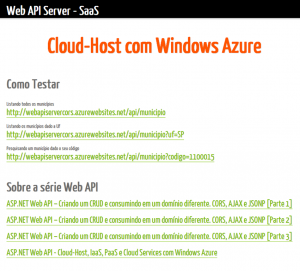 Web API Server - SaaS
Cloud-Host com Windows Azure
Como Testar
Listando todos os municípios
http://webapiservercors.azurewebsites.net/api/municipio
Listando os municípios dado a UF
http://webapiservercors.azurewebsites.net/api/municipio?uf=SP
Pesquisando um município dado o seu código
http://webapiservercors.azurewebsites.net/api/municipio?codigo=1100015
Sobre a série Web API
ASP.NET Web API – Criando um CRUD e consumindo em um domínio diferente. CORS, AJAX e JSONP [Parte 1]
ASP.NET Web API – Criando um CRUD e consumindo em um domínio diferente. CORS, AJAX e JSONP [Parte 2]
ASP.NET Web API – Criando um CRUD e consumindo em um domínio diferente. CORS, AJAX e JSONP [Parte 3]
ASP.NET Web API - Cloud-Host, IaaS, PaaS e Cloud Services com Windows Azure